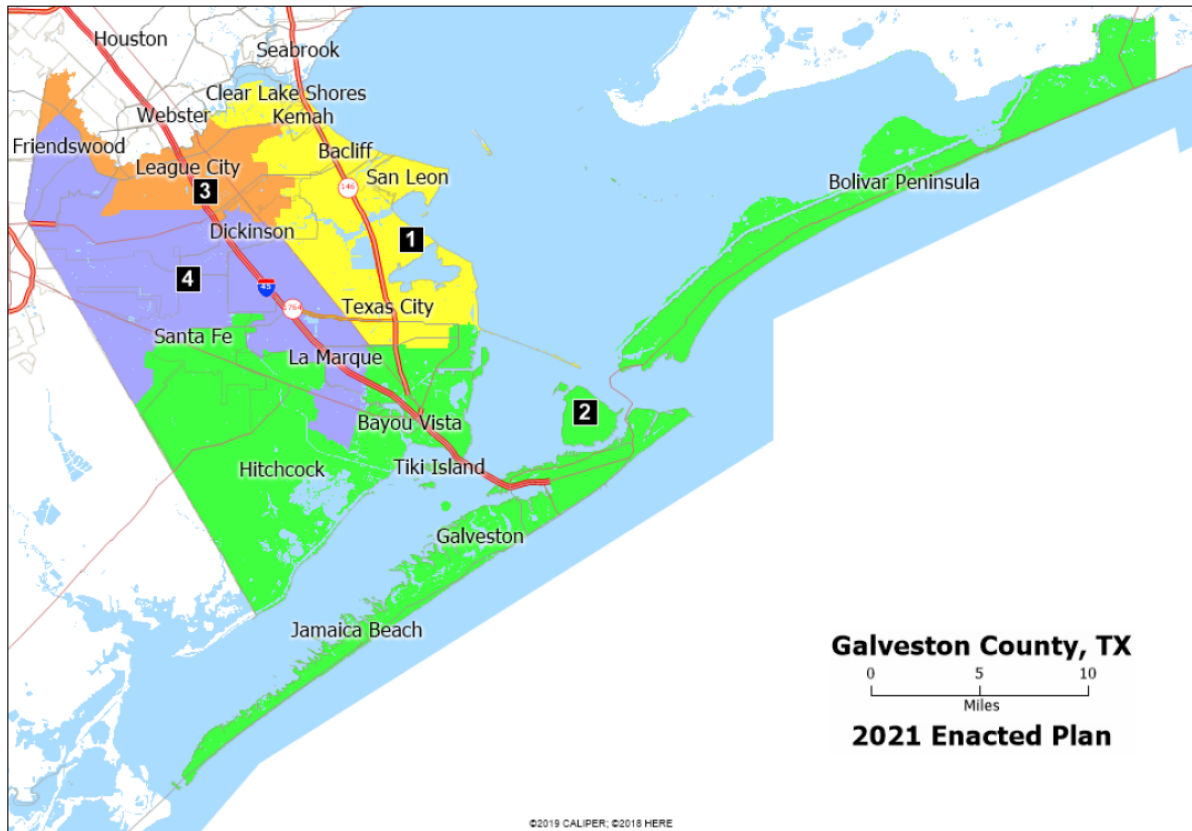 Houston
Seabrook
Clear Lake Shores
Webster
Kemah
Friendswood
Bacliff
League City
San Leon
3
146
Bolivar Peninsula
Dickinson
1
4
45
1764
Texas City
Santa Fe
La Marque
2
Bayou Vista
Hitchcock
Tiki Island
Galveston
Jamaica Beach
Galveston County, TX
0 5 10
Miles
2021 Enacted Plan
©2019 CALIPER; ©2018 HERE